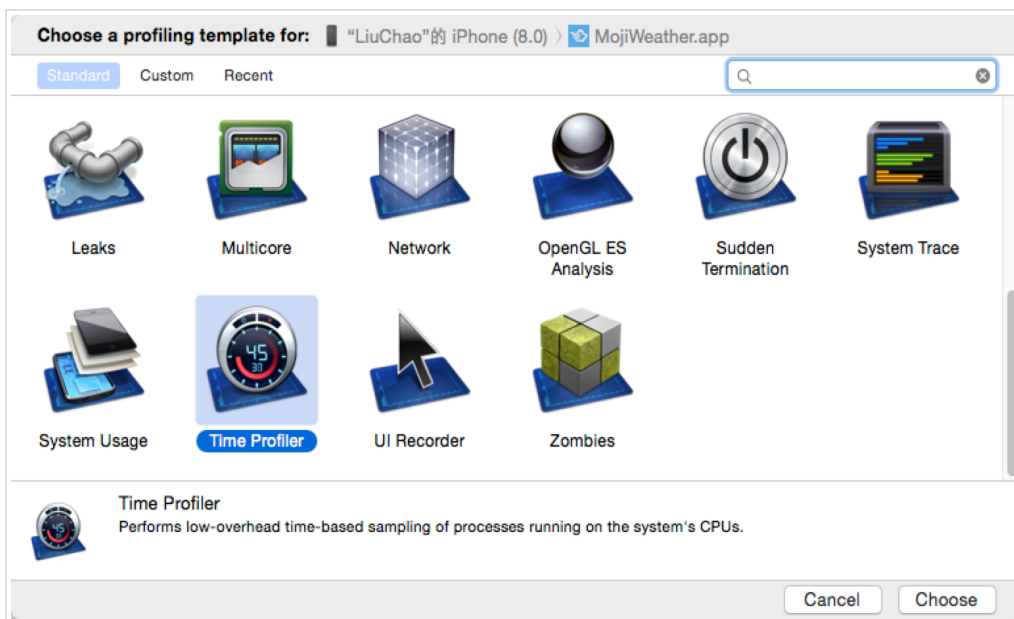 Choose a profiling template for: “LiuChao”的 iPhone (8.0) 〉 MojiWeather.app
Standard Custom Recent
Leaks Multicore Network OpenGL ES Analysis Sudden Termination System Trace
45
37
System Usage Time Profiler UI Recorder Zombies
Time Profiler
Performs low-overhead time-based sampling of processes running on the system's CPUs.
Cancel Choose